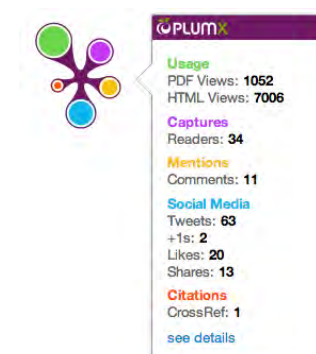 PLUMX
Usage
PDF Views: 1052
HTML Views: 7006
Captures
Readers: 34
Mentions
Comments: 11
Social Media
Tweets: 63
+1s: 2
Likes: 20
Shares: 13
Citations
CrossRef: 1
see details